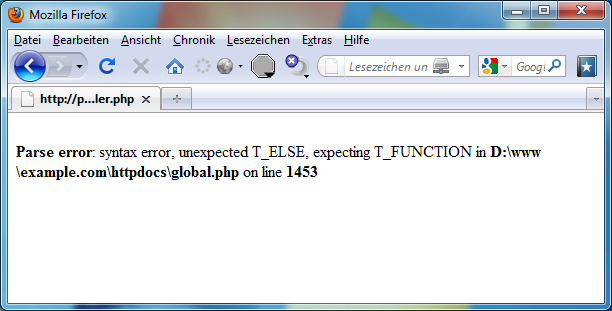 Mozilla Firefox
Datei Bearbeiten Ansicht Chronik Lesezeichen Extras Hilfe
Lesezeichen un Googl
http://p...ler.php
Parse error: syntax error, unexpected T_ELSE, expecting T_FUNCTION in D:\www
\example.com\httpdocs\global.php on line 1453